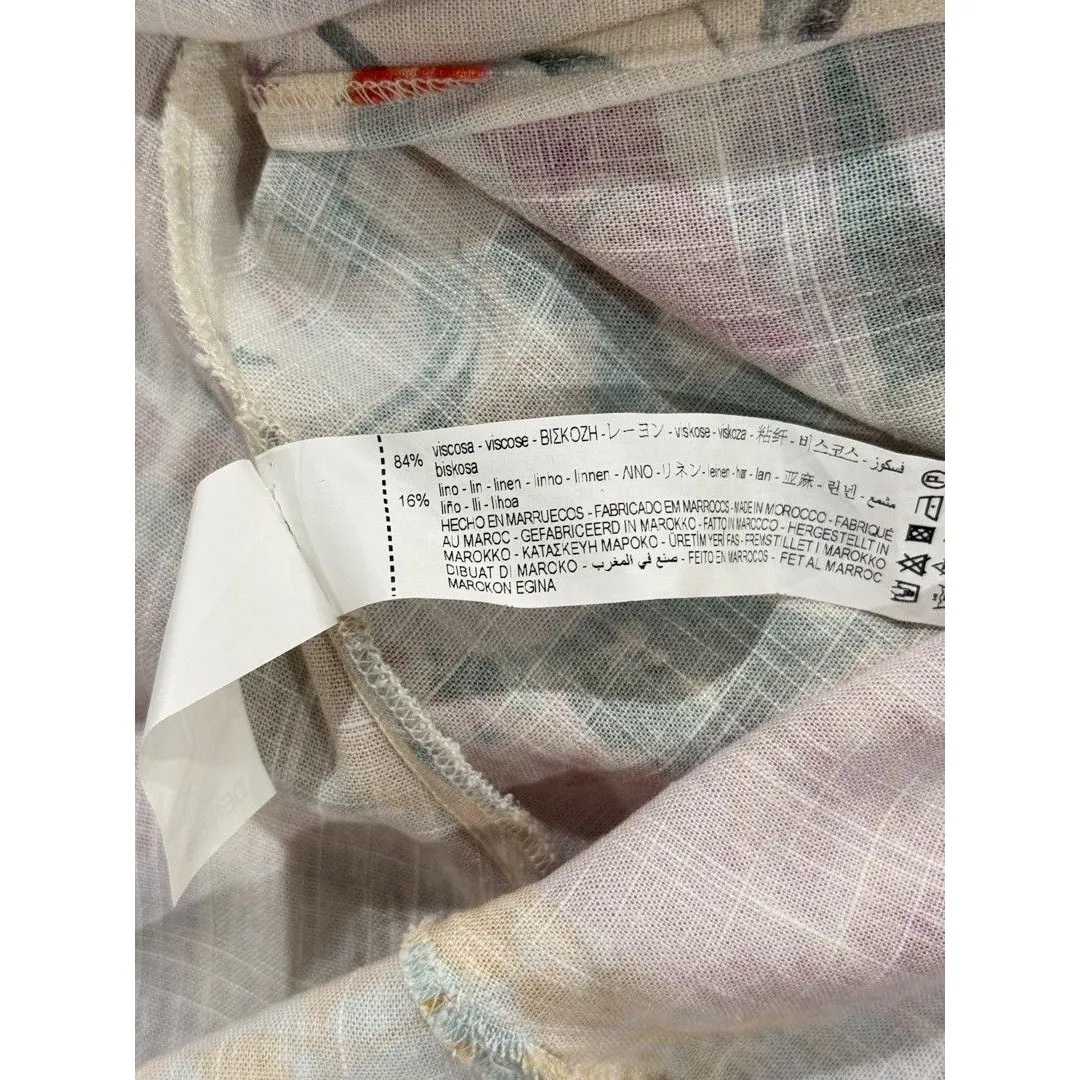 84% viscosa - viscose - ΒΙΣΚΟΖΗ - レーヨン - viskose - viskoza - 粘纤 - 비스코스 - فسكوز
biskosa
16% lino - lin - linen - linho - linnen - ΛΙΝΟ - リネン - leinen - hør - lan - 亚麻 - 린넨 - مشمع
liño - lli - lihoa
HECHO EN MARRUECOS - FABRICADO EM MARROCOS - MADE IN MOROCCO - FABRIQUÉ
AU MAROC - GEFABRICEERD IN MAROKKO - FATTO IN MAROCCO - HERGESTELLT IN
MAROKKO - ΚΑΤΑΣΚΕΥΗ ΜΑΡΟΚΟ - ÜRETİM YERİ FAS - FREMSTILLET I MAROKKO
DIBUAT DI MAROKO - صنع في المغرب - FEITO EN MARROCOS - FET AL MARROC
MAROKON EGINA